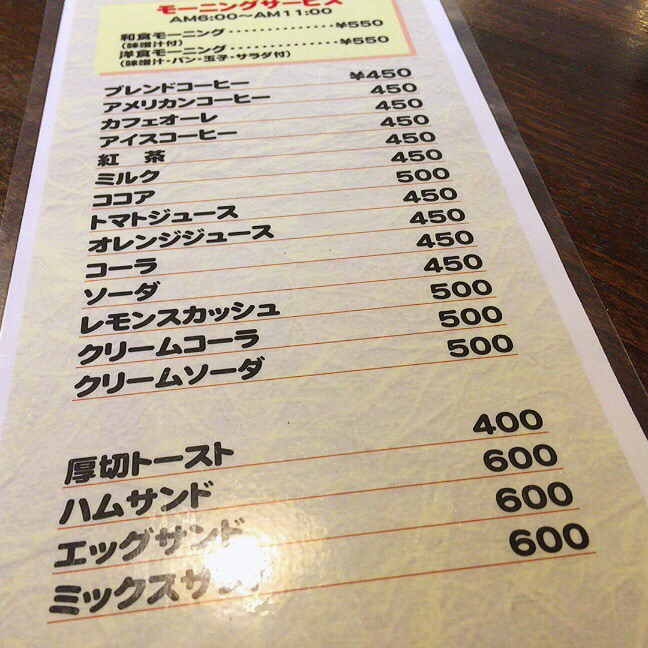 モーニングサービス
AM6:00～AM11:00
和食モーニング・・・・・・・・・・・・・・¥550
(味噌汁付)
洋食モーニング・・・・・・・・・・・・・・¥550
(味噌汁・パン・玉子・サラダ付)
ブレンドコーヒー ¥450
アメリカンコーヒー 450
カフェオーレ 450
アイスコーヒー 450
紅 茶 450
ミルク 450
ココア 500
トマトジュース 450
オレンジジュース 450
コーラ 450
ソーダ 450
レモンスカッシュ 500
クリームコーラ 500
クリームソーダ 500
厚切トースト 400
ハムサンド 600
エッグサンド 600
ミックスサンド 600